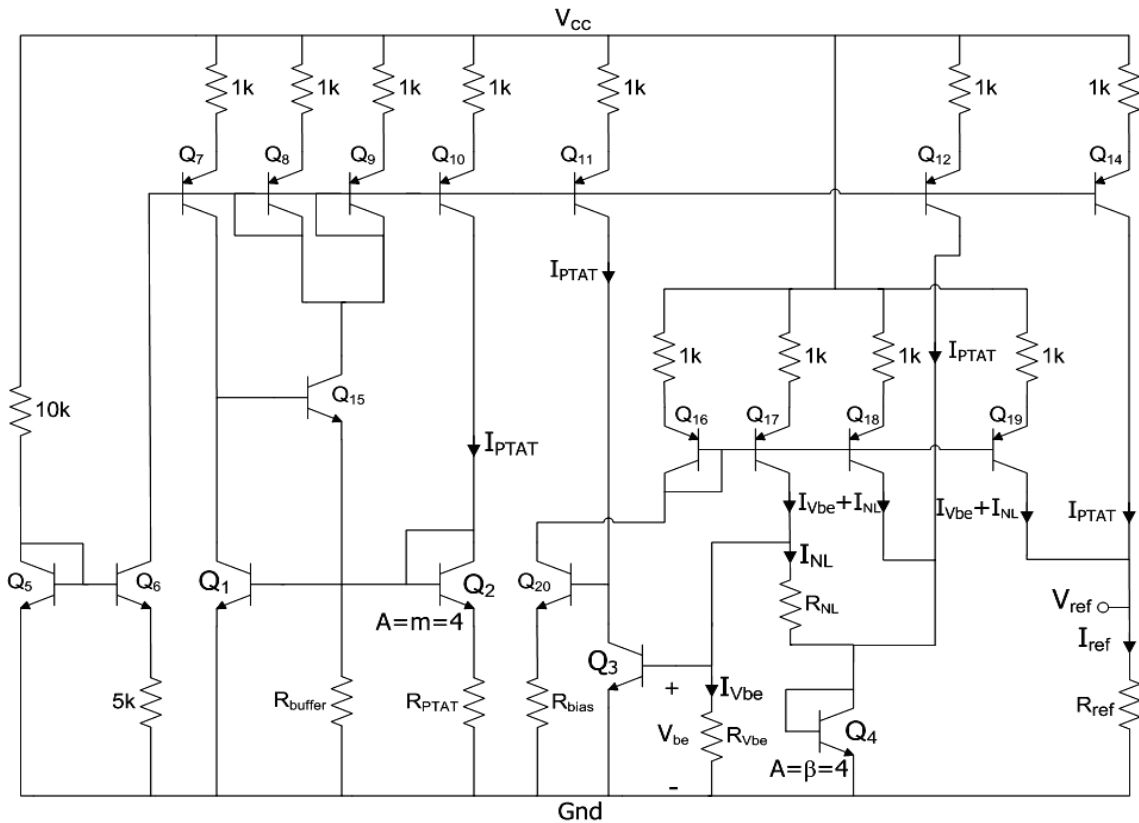 VCC
1k 1k 1k 1k 1k 1k 1k
Q7 Q8 Q9 Q10 Q11 Q12 Q14
IPTAT
1k 1k 1k IPTAT 1k
10k Q15 Q16 Q17 Q18 Q19
IPTAT
IVbe+INL IVbe+INL IPTAT
Q5 Q6 Q1 Q2 Q20 INL
A=m=4 RNL Vref
Q3 + IVbe Iref
5k Rbuffer RPTAT Rbias Vbe RVbe Q4 Rref
A=β=4
-
Gnd